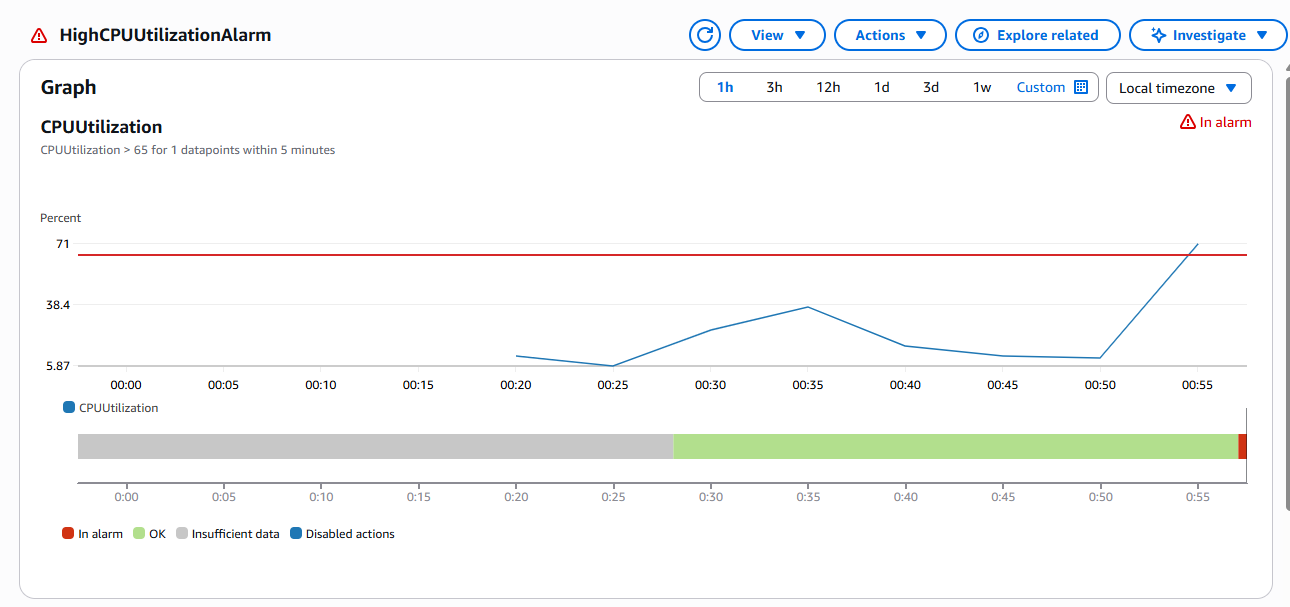 HighCPUUtilizationAlarm
View
Actions
Explore related
Investigate
Graph
1h 3h 12h 1d 3d 1w Custom
Local timezone
CPUUtilization
In alarm
CPUUtilization > 65 for 1 datapoints within 5 minutes
Percent
71
38.4
5.87
00:00 00:05 00:10 00:15 00:20 00:25 00:30 00:35 00:40 00:45 00:50 00:55
CPUUtilization
0:00 0:05 0:10 0:15 0:20 0:25 0:30 0:35 0:40 0:45 0:50 0:55
In alarm OK Insufficient data Disabled actions